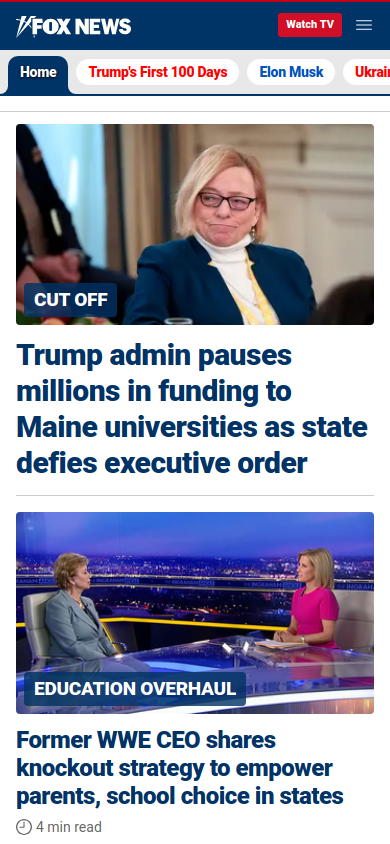 FOX NEWS
Watch TV
Home
Trump's First 100 Days
Elon Musk
Ukrain
CUT OFF
Trump admin pauses
millions in funding to
Maine universities as state
defies executive order
EDUCATION OVERHAUL
Former WWE CEO shares
knockout strategy to empower
parents, school choice in states
4 min read